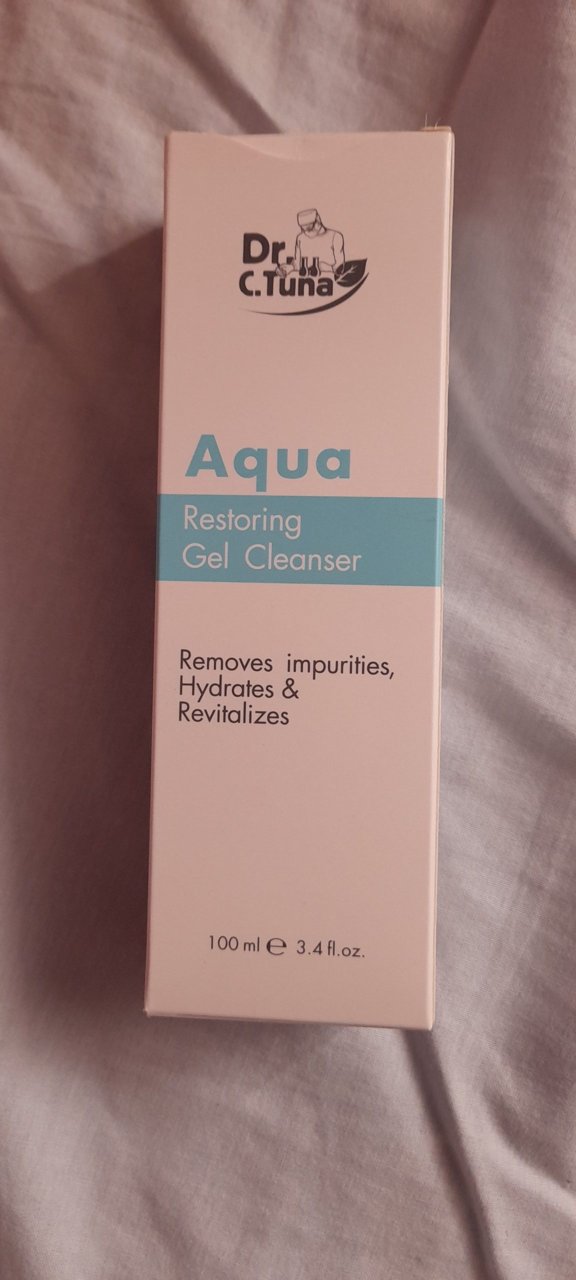 Dr.
C.Tuna
Aqua
Restoring
Gel Cleanser
Removes impurities,
Hydrates &
Revitalizes
100 ml ℮ 3.4 fl.oz.